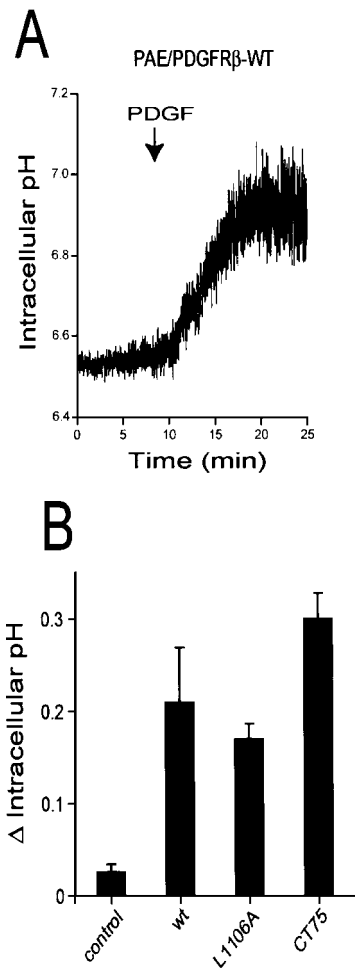 A
PAE/PDGFRβ-WT
7.2
PDGF
7.0
6.8
6.6
6.4
Intracellular pH
0 5 10 15 20 25
Time (min)
B
0.3
0.2
0.1
0
Δ Intracellular pH
control wt L1106A CT75